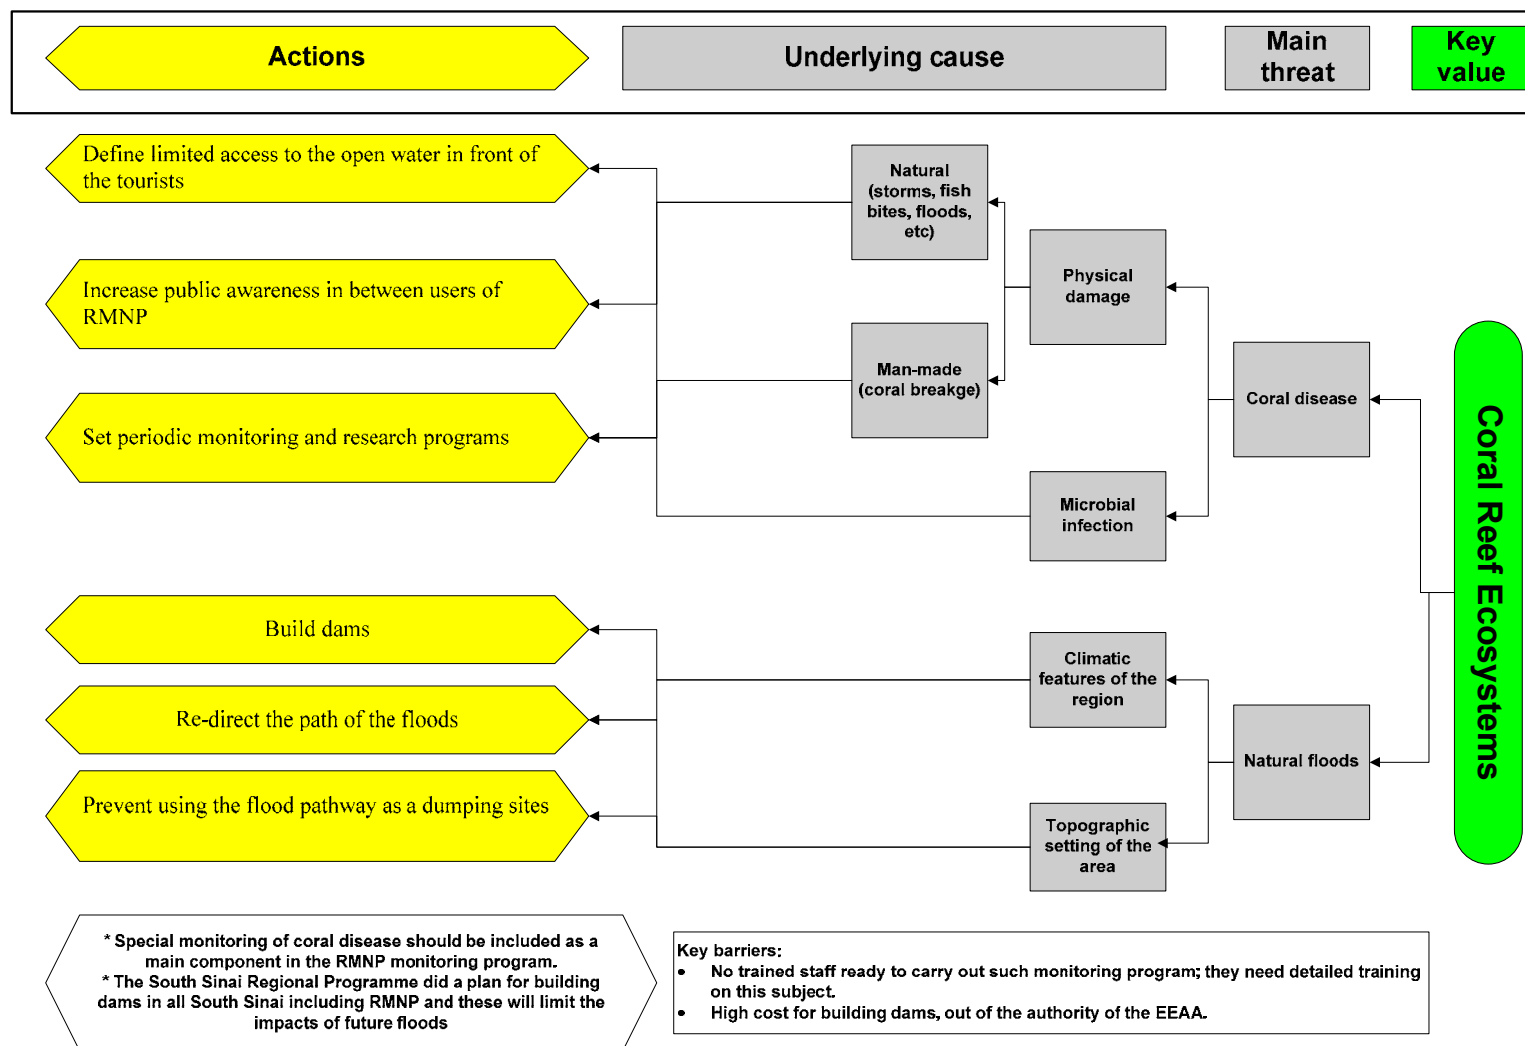 Actions
Underlying cause
Main
threat
Key
value
Define limited access to the open water in front of
the tourists
Increase public awareness in between users of
RMNP
Set periodic monitoring and research programs
Natural
(storms, fish
bites, floods,
etc)
Man-made
(coral breakge)
Physical
damage
Microbial
infection
Coral disease
Coral Reef Ecosystems
Build dams
Re-direct the path of the floods
Prevent using the flood pathway as a dumping sites
Climatic
features of the
region
Topographic
setting of the
area
Natural floods
* Special monitoring of coral disease should be included as a
main component in the RMNP monitoring program.
* The South Sinai Regional Programme did a plan for building
dams in all South Sinai including RMNP and these will limit the
impacts of future floods
Key barriers:
• No trained staff ready to carry out such monitoring program; they need detailed training
on this subject.
• High cost for building dams, out of the authority of the EEAA.